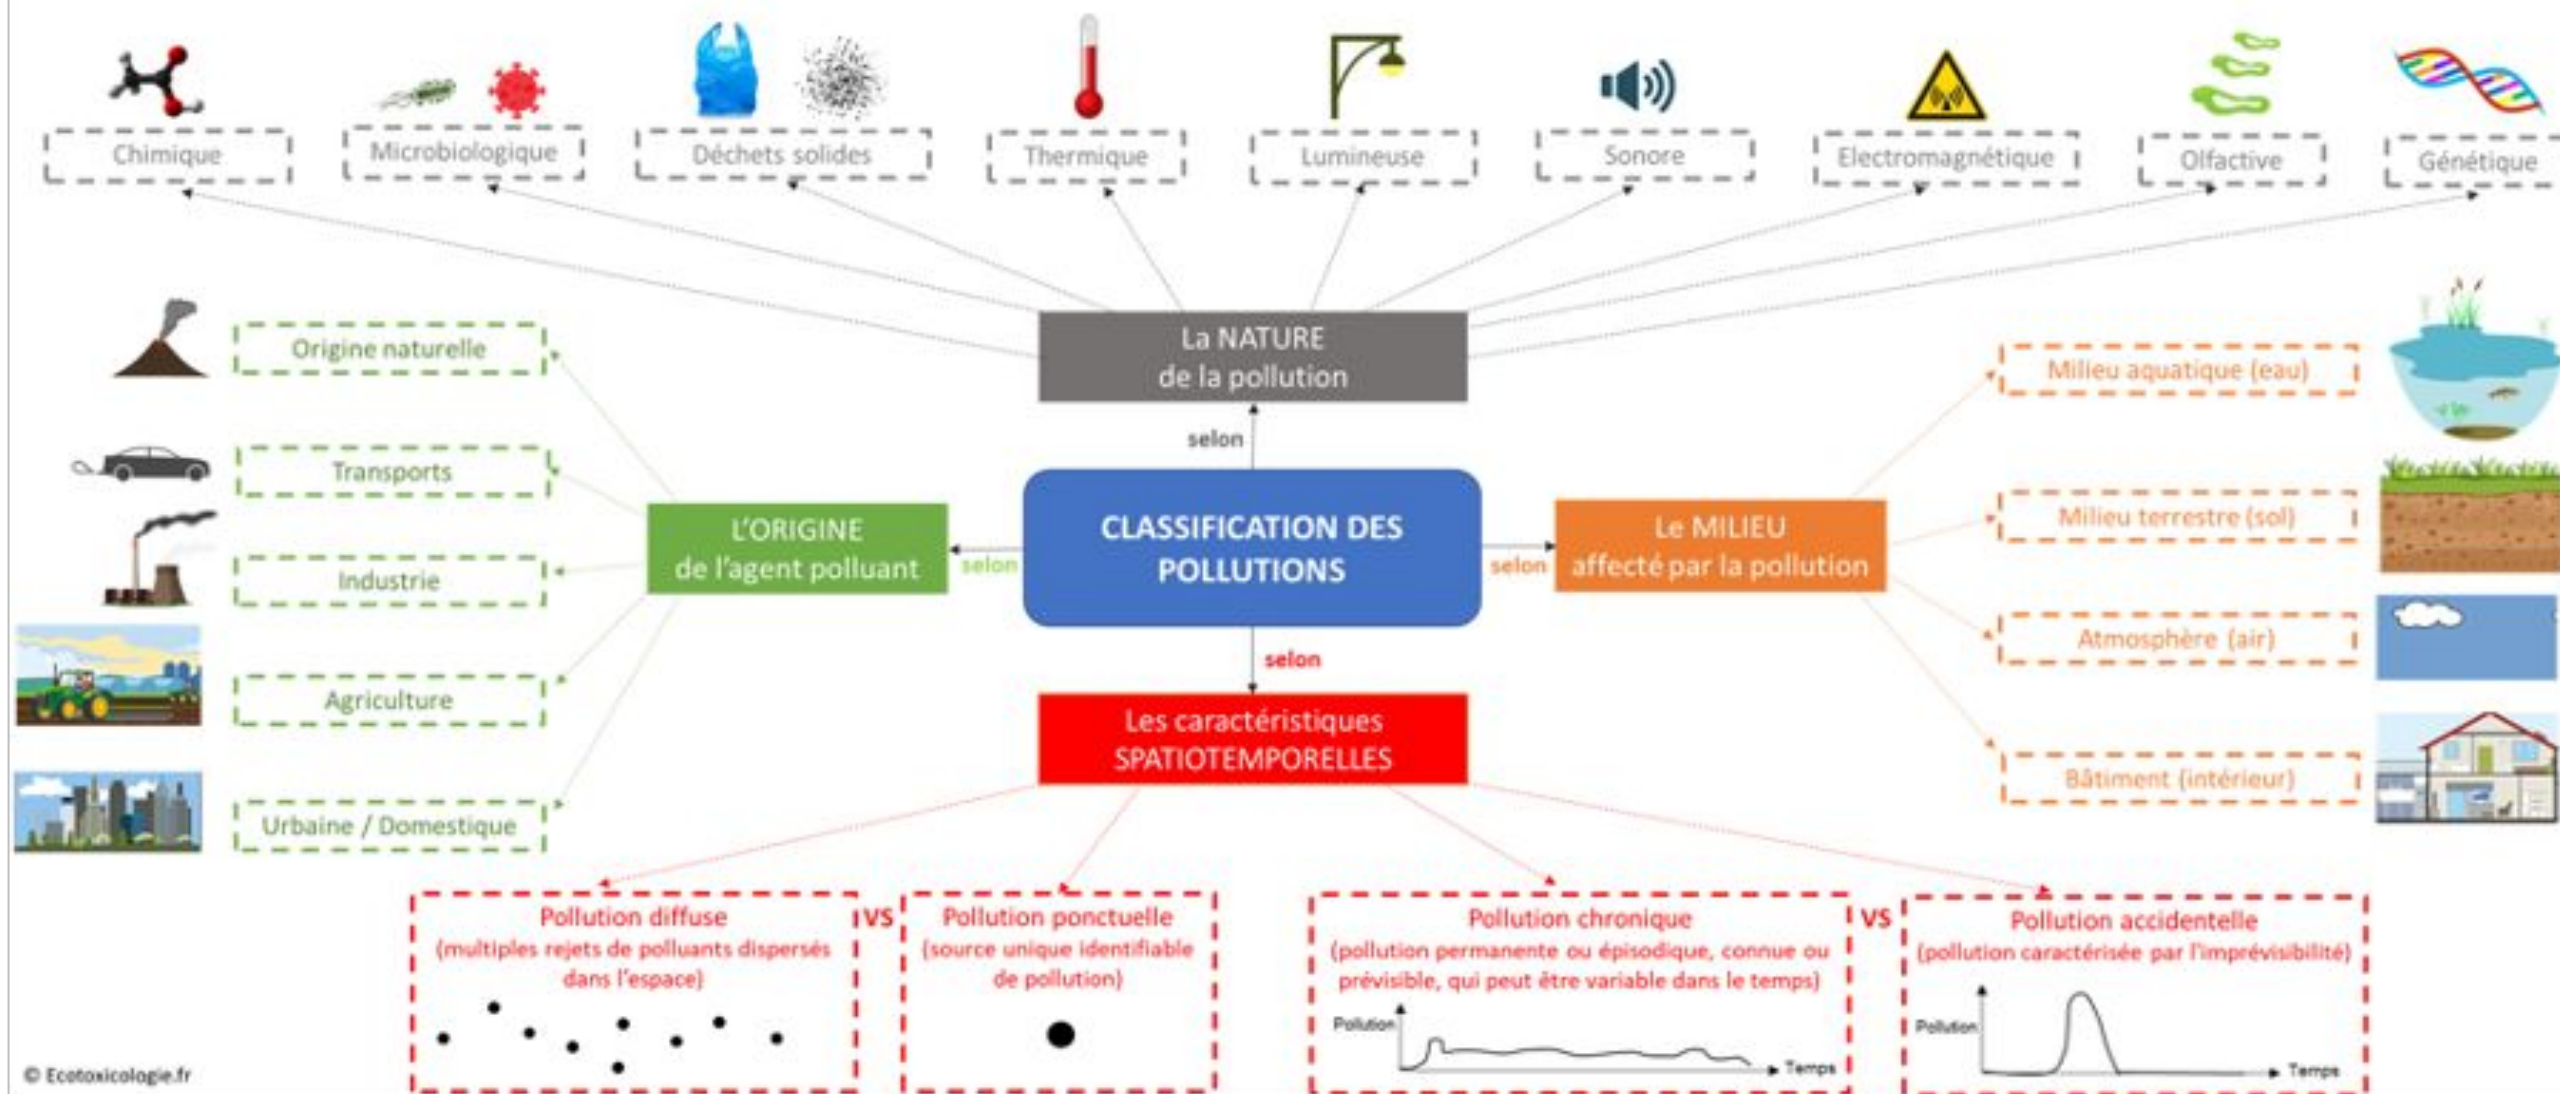 Chimique
Microbiologique
Déchets solides
Thermique
Lumineuse
Sonore
Electromagnétique
Olfactive
Génétique
La NATURE
de la pollution
selon
Origine naturelle
Transports
Industrie
Agriculture
Urbaine / Domestique
L'ORIGINE
de l'agent polluant
selon
CLASSIFICATION DES
POLLUTIONS
selon
Le MILIEU
affecté par la pollution
Milieu aquatique (eau)
Milieu terrestre (sol)
Atmosphère (air)
Bâtiment (intérieur)
selon
Les caractéristiques
SPATIOTEMPORELLES
Pollution diffuse
(multiples rejets de polluants dispersés
dans l'espace)
VS
Pollution ponctuelle
(source unique identifiable
de pollution)
Pollution chronique
(pollution permanente ou épisodique, connue ou
prévisible, qui peut être variable dans le temps)
Pollution
Temps
VS
Pollution accidentelle
(pollution caractérisée par l'imprévisibilité)
Pollution
Temps
© Ecotoxicologie.fr